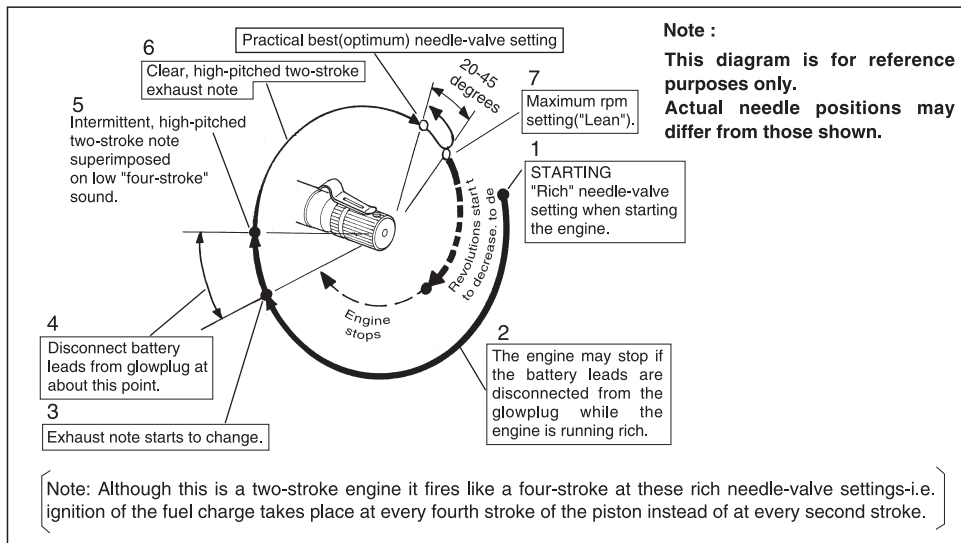 Practical best(optimum) needle-valve setting
6
Clear, high-pitched two-stroke
exhaust note
5
Intermittent, high-pitched
two-stroke note
superimposed
on low "four-stroke"
sound.
20-45
degrees
7
Maximum rpm
setting("Lean").
1
STARTING
"Rich" needle-valve
setting when starting
the engine.
Note :
This diagram is for reference
purposes only.
Actual needle positions may
differ from those shown.
Revolutions start t
to decrease. to de
Engine
stops
4
Disconnect battery
leads from glowplug at
about this point.
3
Exhaust note starts to change.
2
The engine may stop if
the battery leads are
disconnected from the
glowplug while the
engine is running rich.
Note: Although this is a two-stroke engine it fires like a four-stroke at these rich needle-valve settings-i.e.
ignition of the fuel charge takes place at every fourth stroke of the piston instead of at every second stroke.